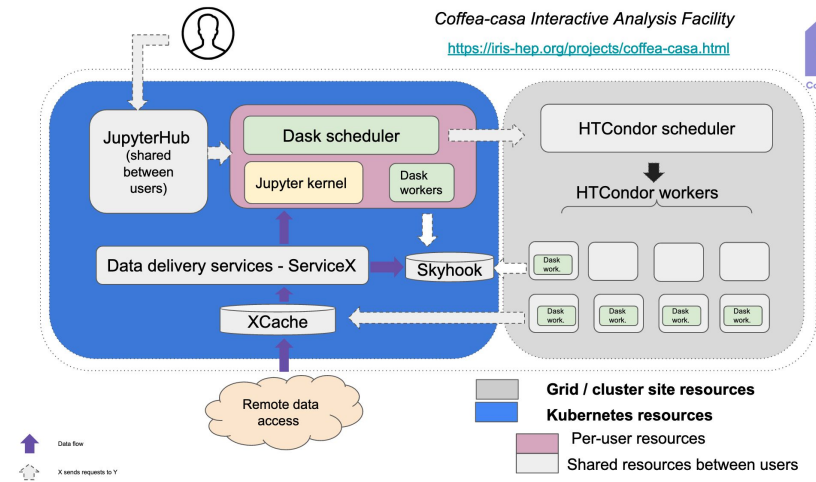 Coffea-casa Interactive Analysis Facility
https://iris-hep.org/projects/coffea-casa.html
Co
JupyterHub
(shared
between
users)
Dask scheduler
Jupyter kernel
Dask
workers
HTCondor scheduler
HTCondor workers
Data delivery services - ServiceX
Skyhook
Dask
work.
XCache
Dask
work.
Dask
work.
Dask
work.
Dask
work.
Remote data
access
Grid / cluster site resources
Kubernetes resources
Per-user resources
Shared resources between users
Data flow
X sends requests to Y